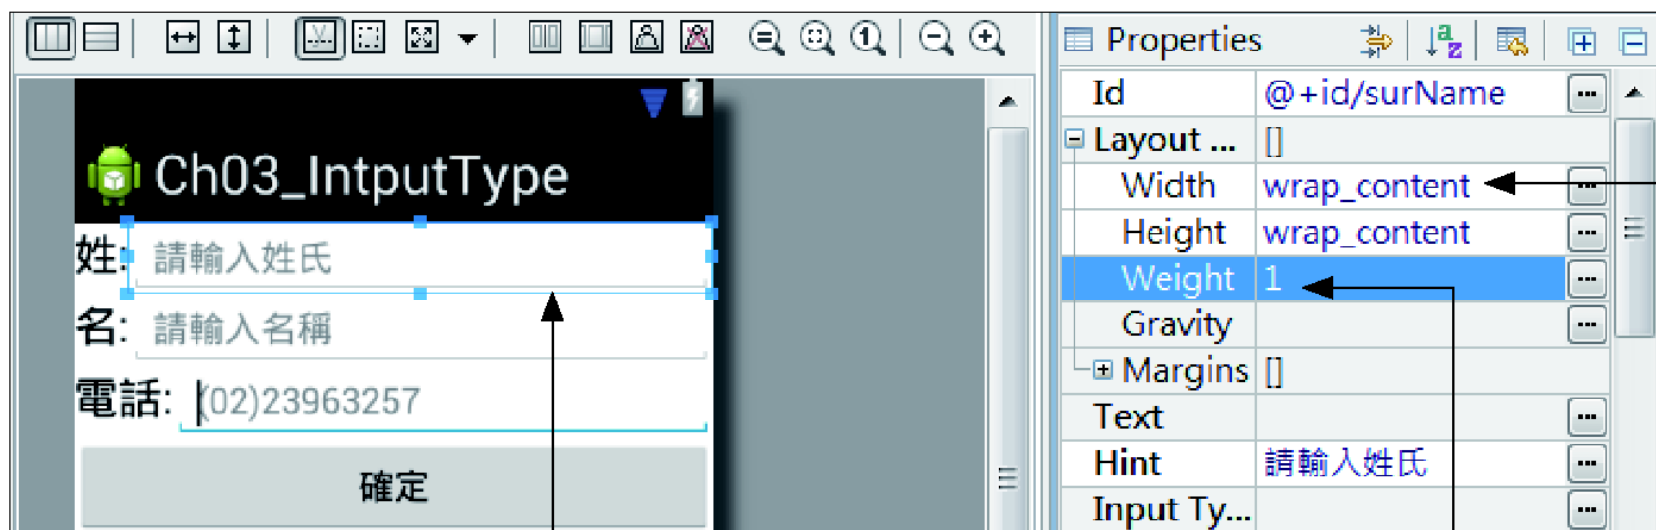 Ch03_IntputType
姓: 請輸入姓氏
名: 請輸入名稱
電話: (02)23963257
確定
Properties
Id @+id/surName
Layout ... []
Width wrap_content
Height wrap_content
Weight 1
Gravity
Margins []
Text
Hint 請輸入姓氏
Input Ty...